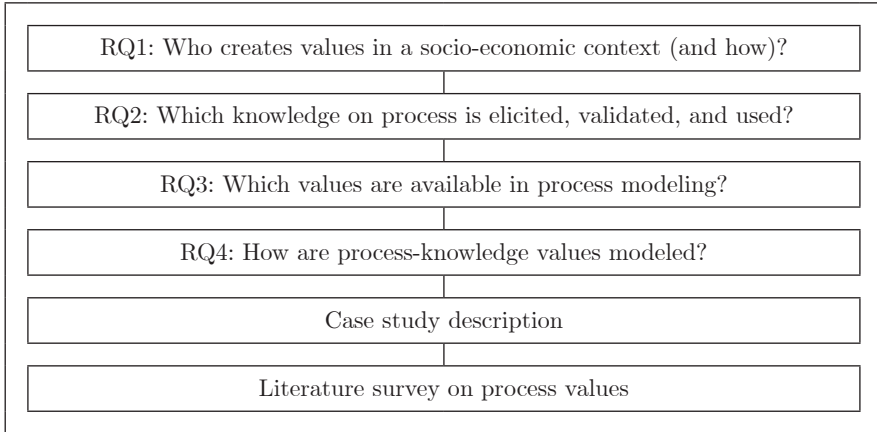 RQ1: Who creates values in a socio-economic context (and how)?
RQ2: Which knowledge on process is elicited, validated, and used?
RQ3: Which values are available in process modeling?
RQ4: How are process-knowledge values modeled?
Case study description
Literature survey on process values